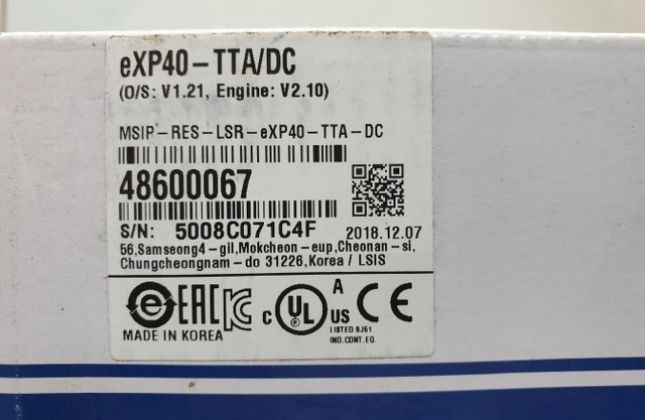 eXP40-TTA/DC
(O/S: V1.21, Engine: V2.10)
MSIP-RES-LSR-eXP40-TTA-DC
48600067
S/N: 5008C071C4F
2018.12.07
56,Samseong4-gil,Mokcheon-eup,Cheonan-si,
Chungcheongnam-do 31226,Korea / LSIS
e EAC KC c UL US A CE
LISTED 9J61
IND.CONT.EQ.
MADE IN KOREA